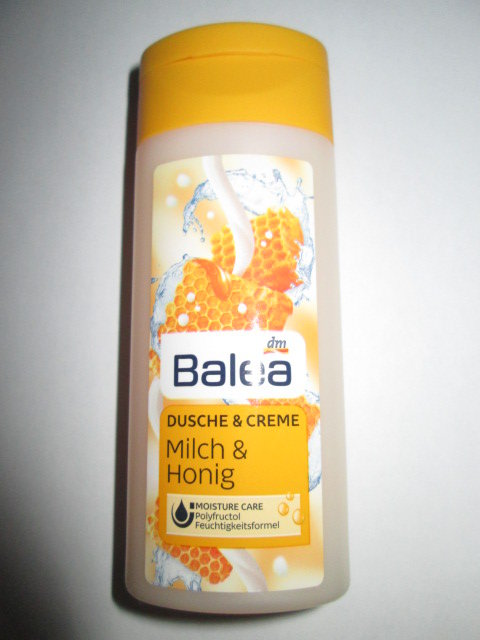 dm
Balea
DUSCHE & CREME
Milch &
Honig
MOISTURE CARE
Polyfructol
Feuchtigkeitsformel